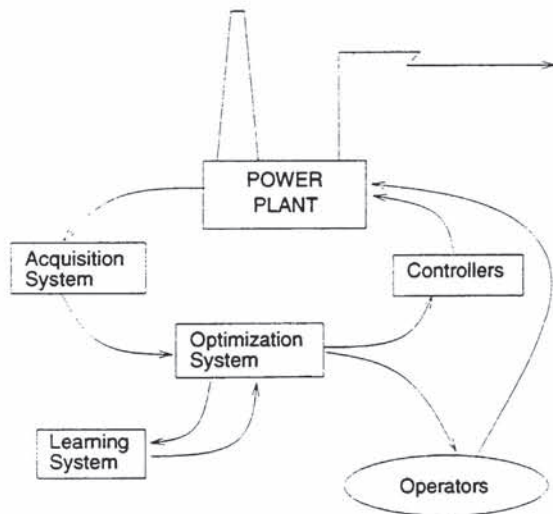 POWER
PLANT
Acquisition
System
Controllers
Optimization
System
Learning
System
Operators